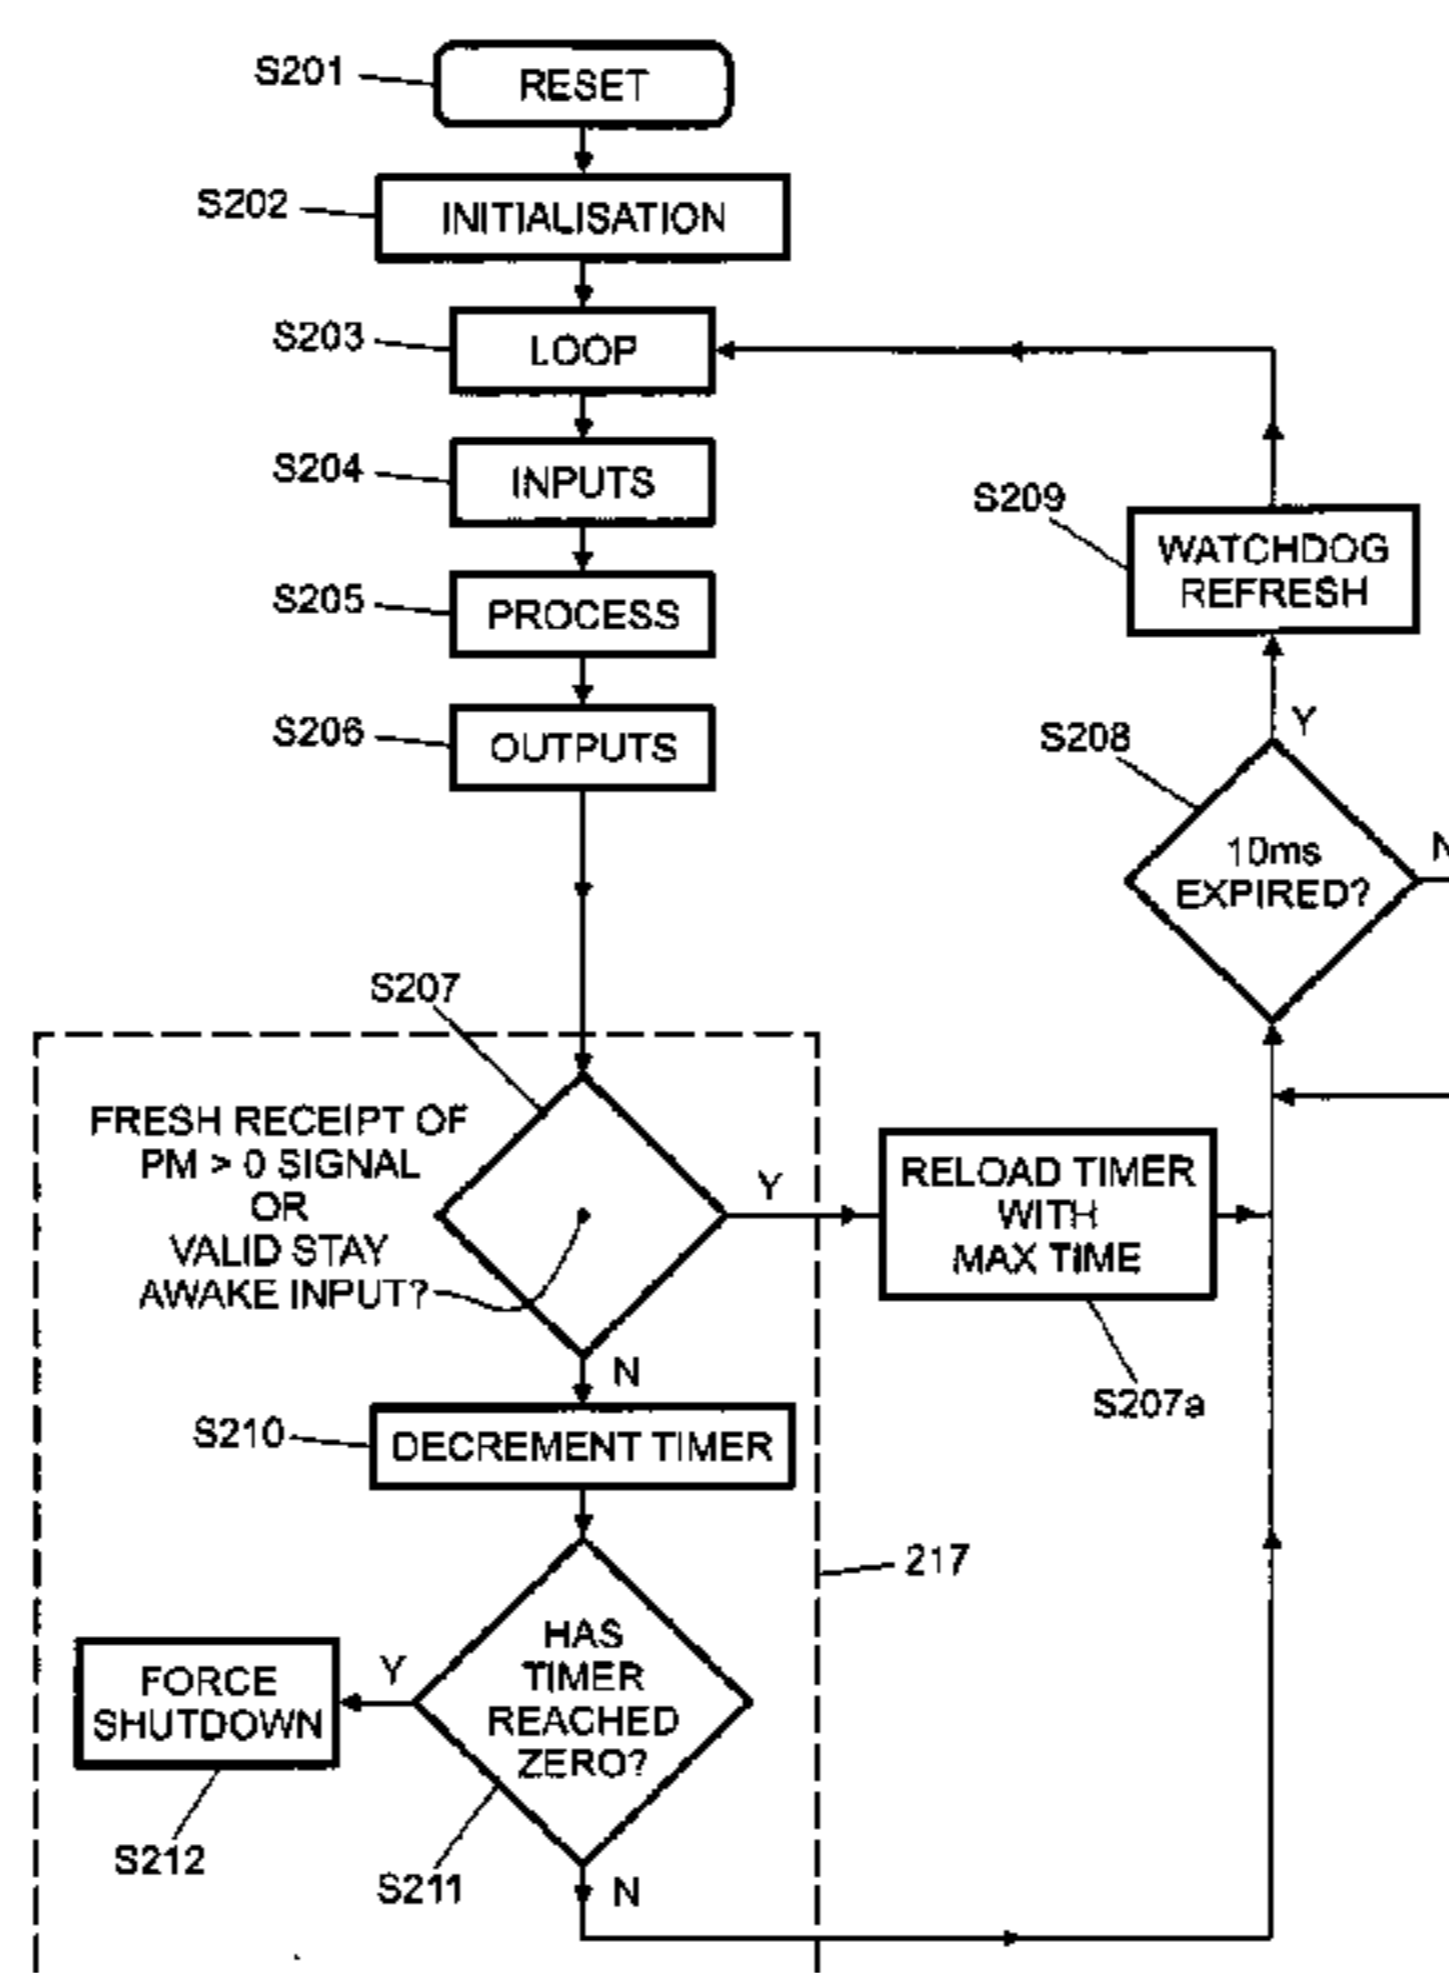 S201
RESET
S202
INITIALISATION
S203
LOOP
S204
INPUTS
S209
WATCHDOG
REFRESH
S205
PROCESS
S206
OUTPUTS
S208
Y
10ms
EXPIRED?
N
S207
FRESH RECEIPT OF
PM > 0 SIGNAL
OR
VALID STAY
AWAKE INPUT?
Y
RELOAD TIMER
WITH
MAX TIME
S207a
N
S210
DECREMENT TIMER
217
HAS
TIMER
REACHED
ZERO?
Y
FORCE
SHUTDOWN
S212
S211
N